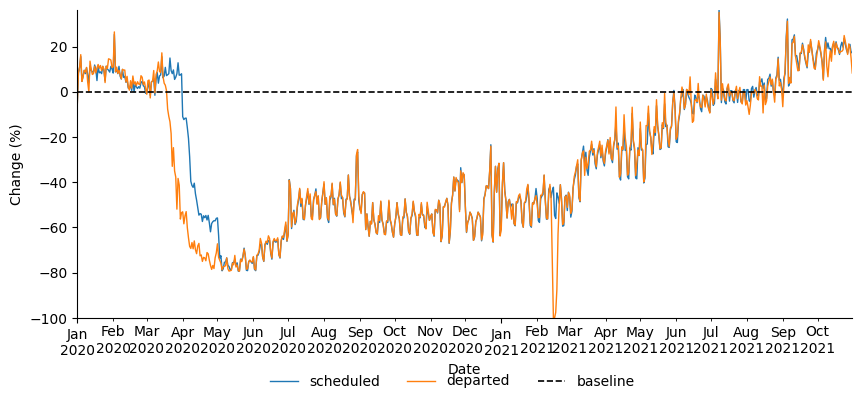 Change (%)
20
0
−20
−40
−60
−80
−100
Jan Feb Mar Apr May Jun Jul Aug Sep Oct Nov Dec Jan Feb Mar Apr May Jun Jul Aug Sep Oct
2020 2020 2020 2020 2020 2020 2020 2020 2020 2020 2020 2020 2021 2021 2021 2021 2021 2021 2021 2021 2021 2021
Date
scheduled departed baseline